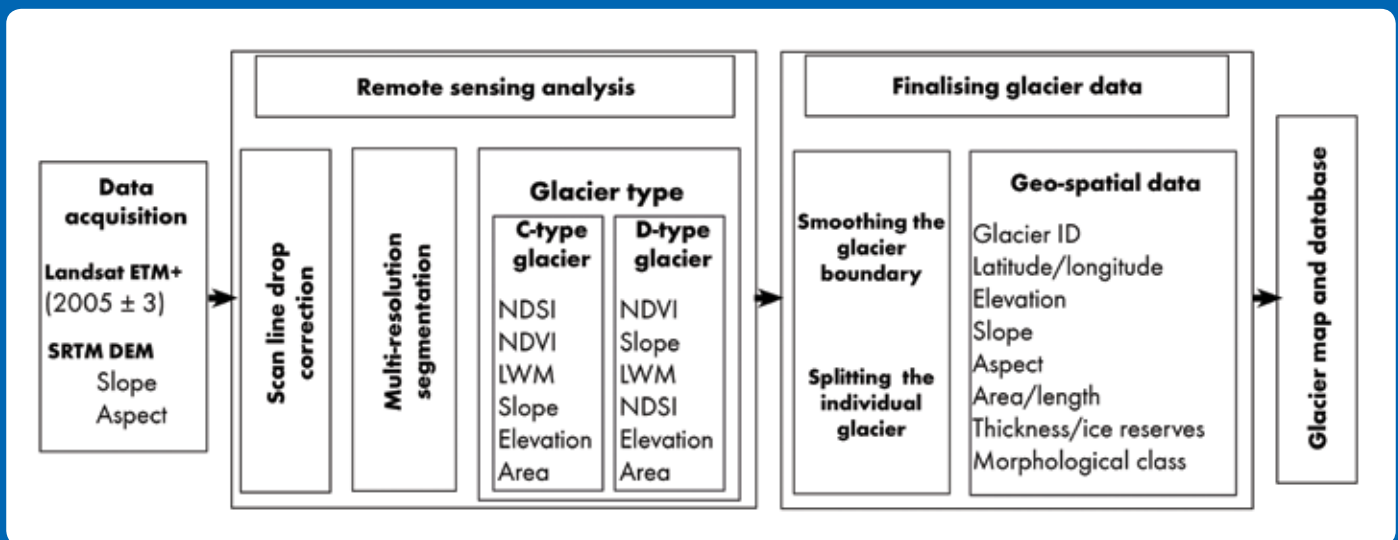 Data
acquisition
Landsat ETM+
(2005 ± 3)
SRTM DEM
Slope
Aspect
Remote sensing analysis
Scan line drop
correction
Multi-resolution
segmentation
Glacier type
C-type
glacier
NDSI
NDVI
LWM
Slope
Elevation
Area
D-type
glacier
NDVI
Slope
LWM
NDSI
Elevation
Area
Finalising glacier data
Smoothing the
glacier
boundary
Splitting the
individual
glacier
Geo-spatial data
Glacier ID
Latitude/longitude
Elevation
Slope
Aspect
Area/length
Thickness/ice reserves
Morphological class
Glacier map and database